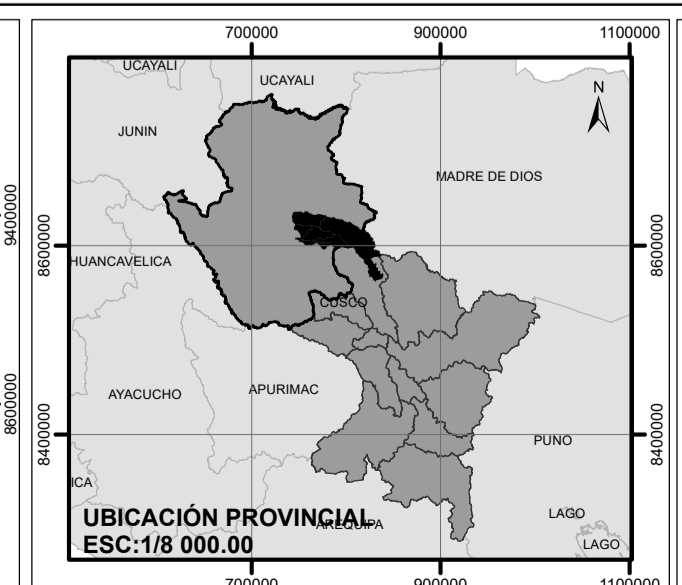 700000 900000 1100000
UCAYALI
UCAYALI
N
JUNIN
MADRE DE DIOS
9400000
8600000
8600000
HUANCAVELICA
CUSCO
AYACUCHO
APURIMAC
8600000
8400000
8400000
PUNO
ICA
LAGO
UBICACIÓN PROVINCIAL
AREQUIPA
ESC:1/8 000.00
LAGO
700000 900000 1100000